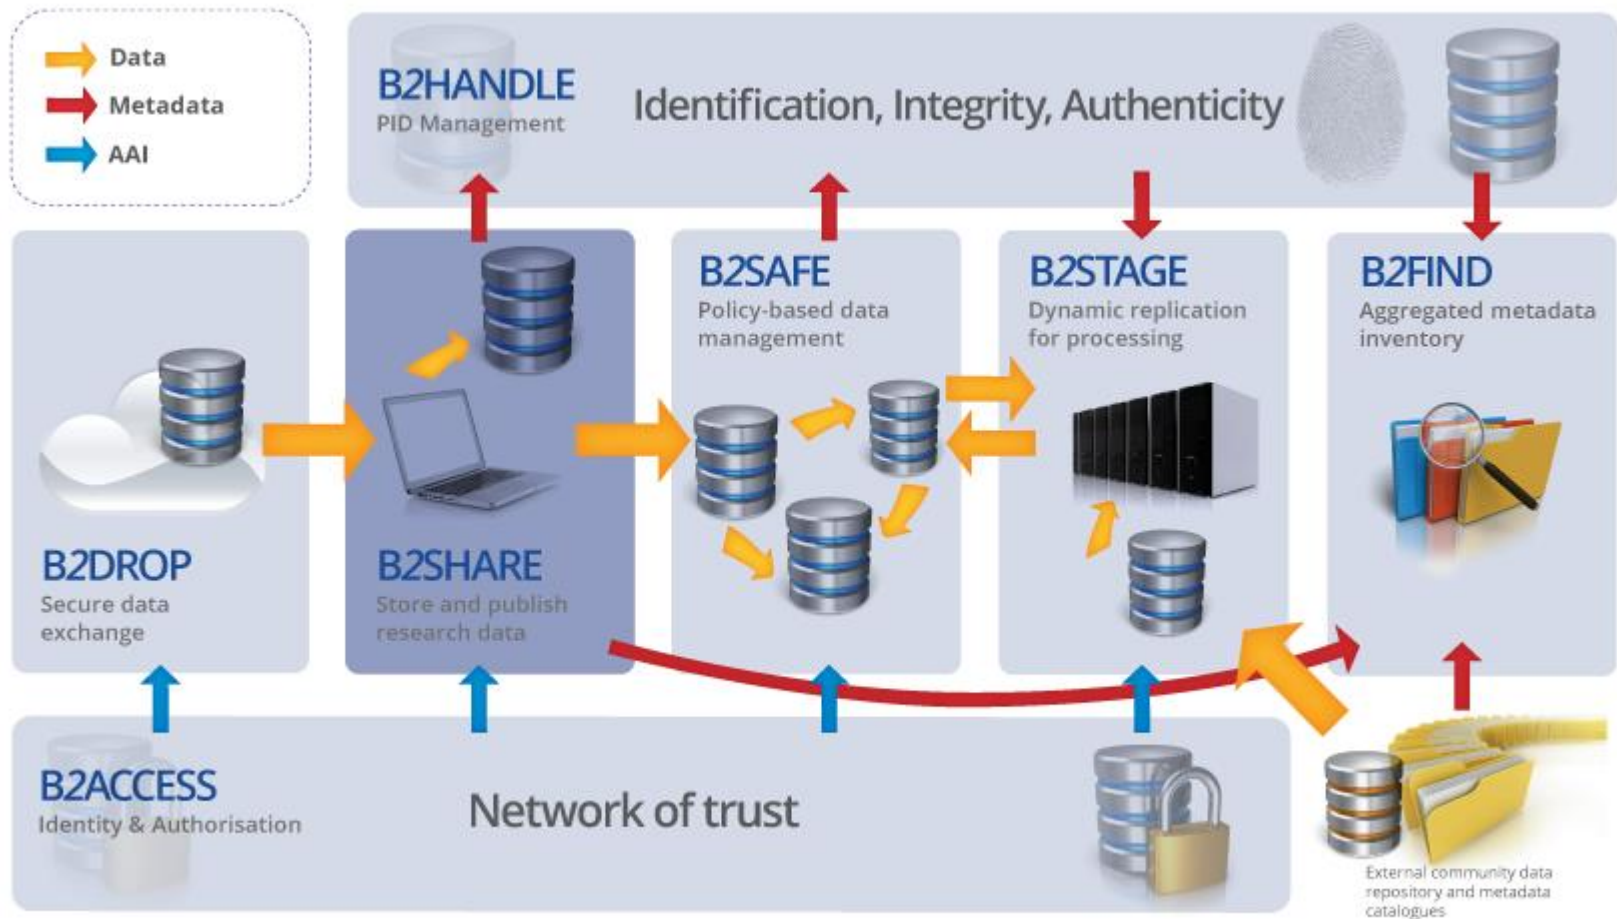 Data
Metadata
AAI
B2HANDLE
PID Management
Identification, Integrity, Authenticity
B2DROP
Secure data
exchange
B2SHARE
Store and publish
research data
B2SAFE
Policy-based data
management
B2STAGE
Dynamic replication
for processing
B2FIND
Aggregated metadata
inventory
B2ACCESS
Identity & Authorisation
Network of trust
External community data
repository and metadata
catalogues